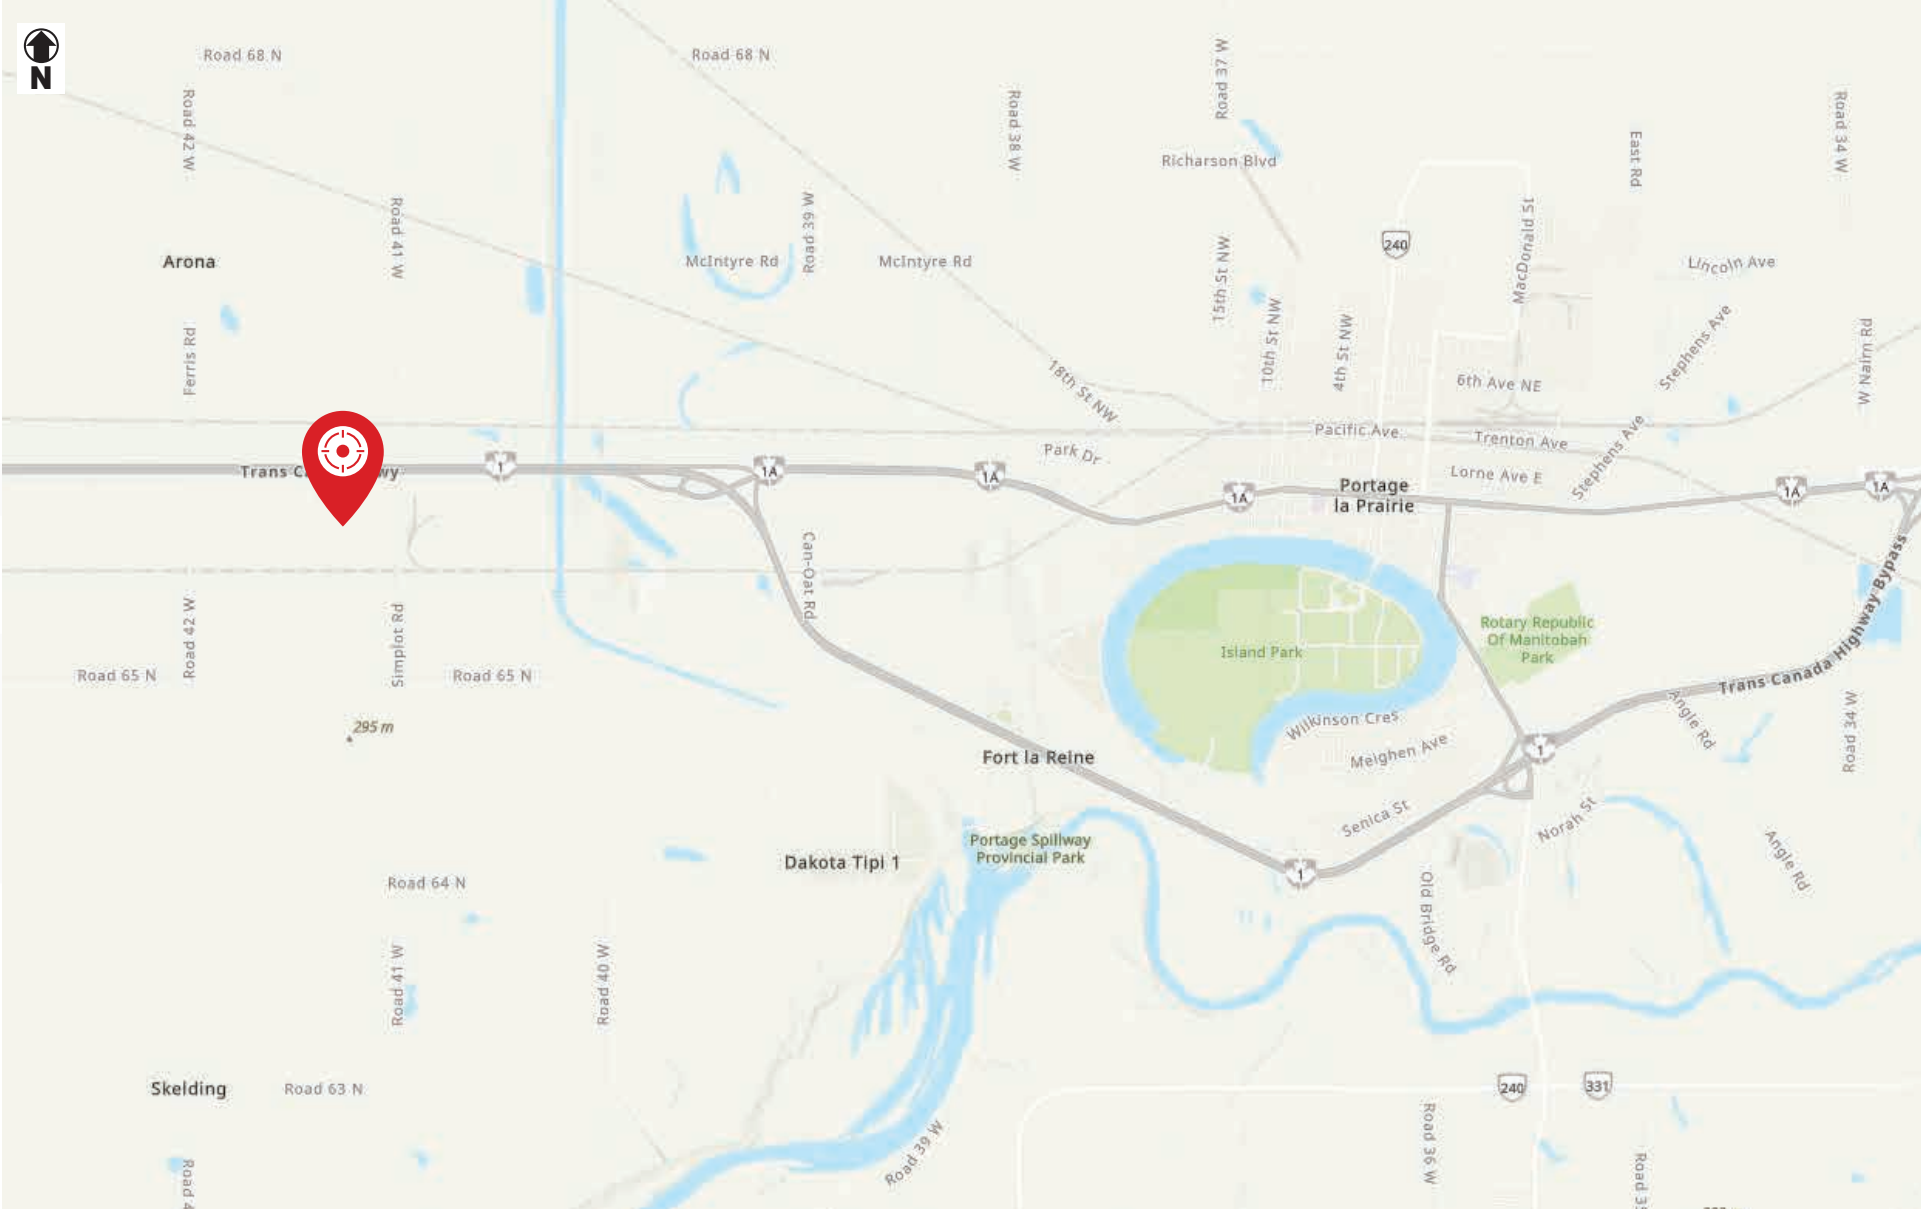 N
Road 68 N
Road 68 N
Road 37 W
Road 42 W
Road 38 W
Road 34 W
East Rd
Richarson Blvd
Road 41 W
Road 39 W
MacDonald St
240
15th St NW
Arona
McIntyre Rd
McIntyre Rd
Lincoln Ave
10th St NW
4th St NW
Stephens Ave
W Nairn Rd
Ferris Rd
18th St NW
6th Ave NE
Pacific Ave
Trenton Ave
Stephens Ave
Park Dr
Trans C
wy
1
1A
1A
1A
Lorne Ave E
Portage
la Prairie
1A
1A
Can-Oat Rd
Trans Canada Highway Bypass
Road 42 W
Simplot Rd
Rotary Republic
Of Manitobah
Park
Island Park
Road 65 N
Road 65 N
Angle Rd
Road 34 W
295 m
Wilkinson Cres
Meighen Ave
1
Fort la Reine
Senica St
Norah St
Portage Spillway
Provincial Park
Dakota Tipi 1
Angle Rd
1
Road 64 N
Old Bridge Rd
Road 41 W
Road 40 W
Skelding
Road 63 N
240
331
Road 39 W
Road 36 W
Road 4
Road 3